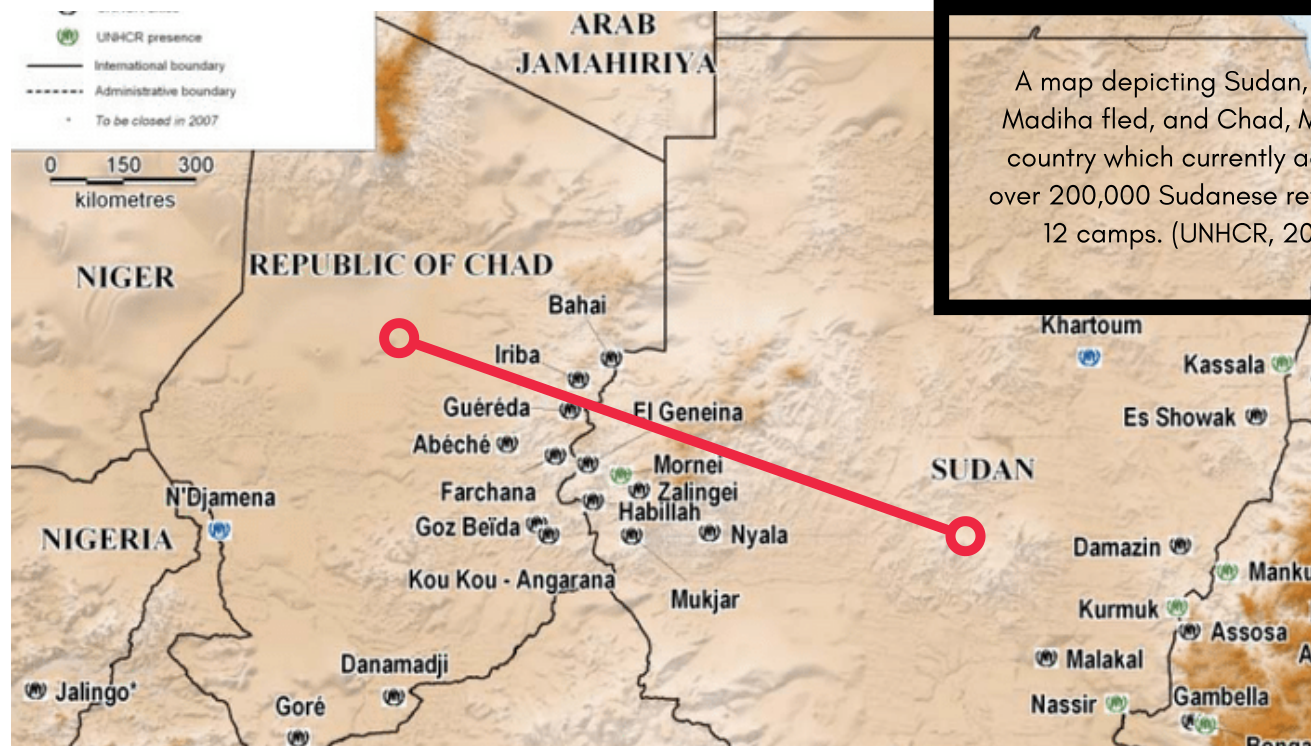 UNHCR presence
International boundary
Administrative boundary
* To be closed in 2007
0 150 300
kilometres
ARAB
JAMAHIRIYA
A map depicting Sudan,
Madiha fled, and Chad, M
country which currently a
over 200,000 Sudanese re
12 camps. (UNHCR, 20
NIGER
REPUBLIC OF CHAD
Bahai
Khartoum
Iriba
Kassala
Guéréda
El Geneina
Es Showak
Abéché
Mornei
SUDAN
Farchana
Zalingei
N'Djamena
Habillah
Goz Beïda
Nyala
NIGERIA
Damazin
Kou Kou - Angarana
Manku
Mukjar
Kurmuk
Assosa
Danamadji
Malakal
A
Jalingo*
Goré
Nassir
Gambella